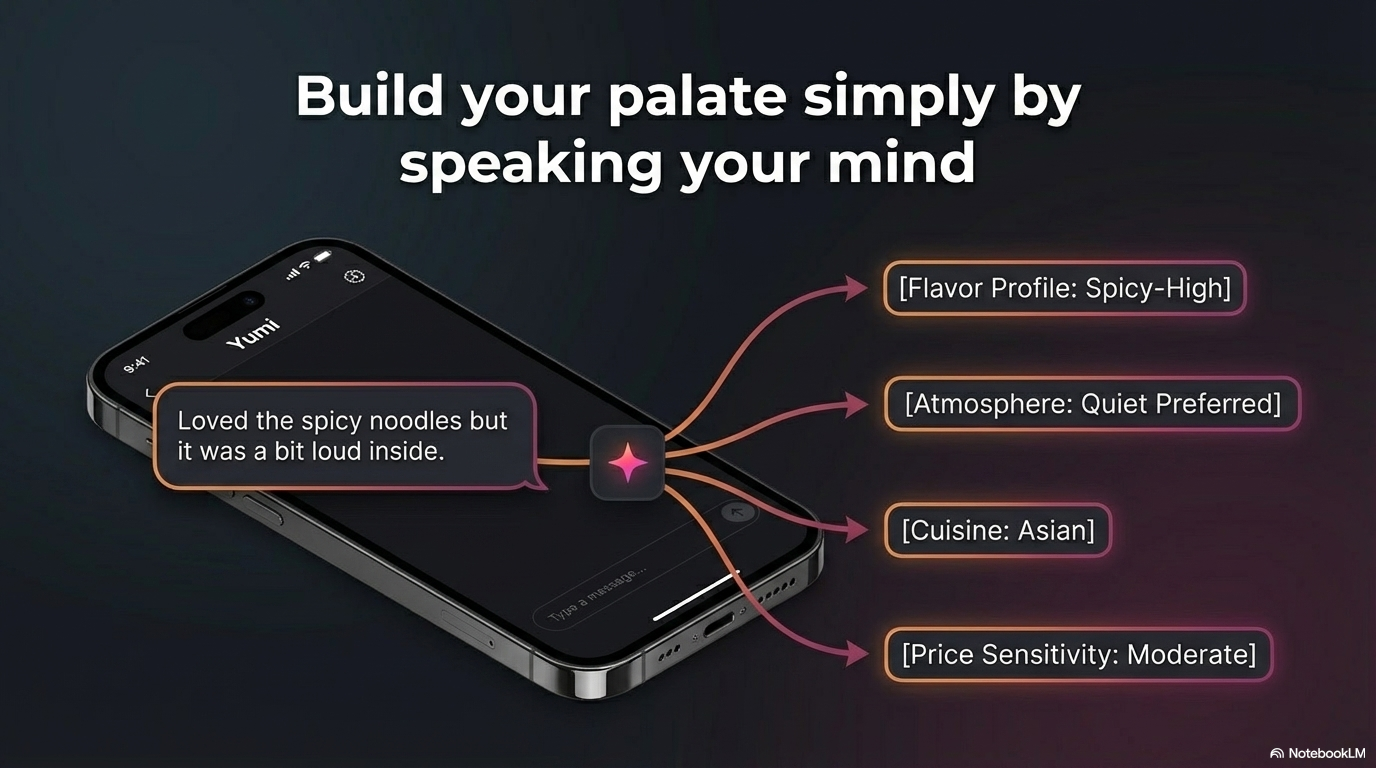 Build your palate simply by
speaking your mind
9:41
Yumi
Loved the spicy noodles but
it was a bit loud inside.
Type a message...
[Flavor Profile: Spicy-High]
[Atmosphere: Quiet Preferred]
[Cuisine: Asian]
[Price Sensitivity: Moderate]
NotebookLM